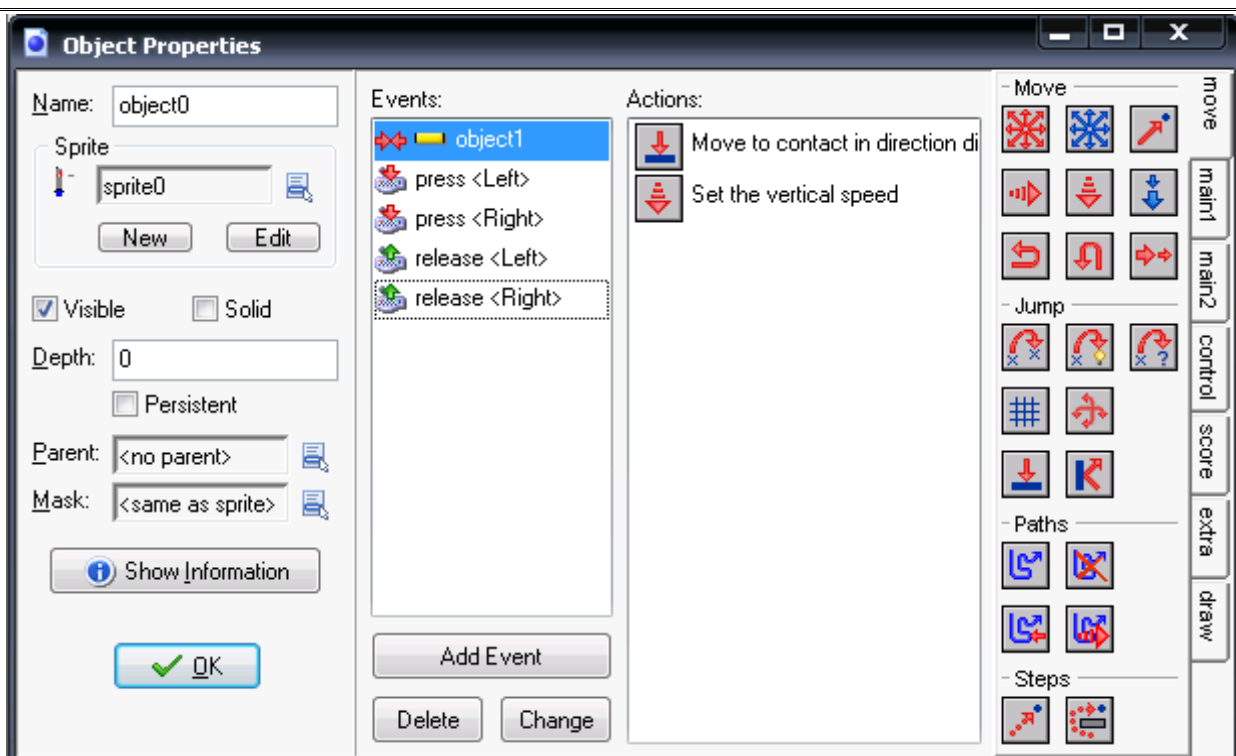 Object Properties
Name: object0
Sprite
sprite0
New Edit
Visible Solid
Depth: 0
Persistent
Parent: <no parent>
Mask: <same as sprite>
Show Information
OK
Events:
object1
press <Left>
press <Right>
release <Left>
release <Right>
Add Event
Delete Change
Actions:
Move to contact in direction di
Set the vertical speed
Move
Jump
Paths
Steps
move
main1
main2
control
score
extra
draw